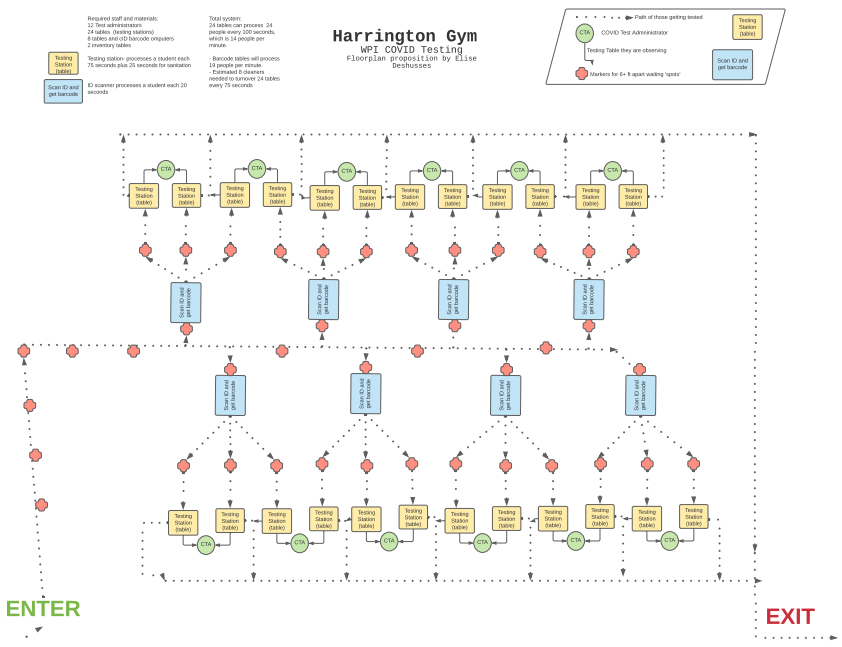 Required staff and materials:
12 Test adminitrators
24 tables (testing stations)
8 tables and cID barcode omputers
2 inventory tables
Testing station- processes a student each
75 seconds plus 25 seconds for sanitation
ID scanner processes a student each 20
seconds
Testing
Station
(table)
Scan ID and
get barcode
Total system:
24 tables can process 24
people every 100 seconds,
which is 14 people per
minute.
- Barcode tables will process
19 people per minute.
- Estimated 8 cleaners
needed to turnover 24 tables
every 75 seconds
Harrington Gym
WPI COVID Testing
Floorplan proposition by Elise
Deshusses
Path of those getting tested
CTA
COVID Test Administrator
Testing Table they are observing
Markers for 6+ ft apart waiting 'spots'
Testing
Station
(table)
Scan ID and
get barcode
CTA
CTA
CTA
CTA
CTA
CTA
Testing
Station
(table)
Testing
Station
(table)
Testing
Station
(table)
Testing
Station
(table)
Testing
Station
(table)
Testing
Station
(table)
Testing
Station
(table)
Testing
Station
(table)
Testing
Station
(table)
Testing
Station
(table)
Testing
Station
(table)
Testing
Station
(table)
Scan ID and
get barcode
Scan ID and
get barcode
Scan ID and
get barcode
Scan ID and
get barcode
Scan ID and
get barcode
Scan ID and
get barcode
Scan ID and
get barcode
Scan ID and
get barcode
Testing
Station
(table)
Testing
Station
(table)
Testing
Station
(table)
Testing
Station
(table)
Testing
Station
(table)
Testing
Station
(table)
Testing
Station
(table)
Testing
Station
(table)
Testing
Station
(table)
Testing
Station
(table)
Testing
Station
(table)
Testing
Station
(table)
CTA
CTA
CTA
CTA
CTA
CTA
ENTER
EXIT